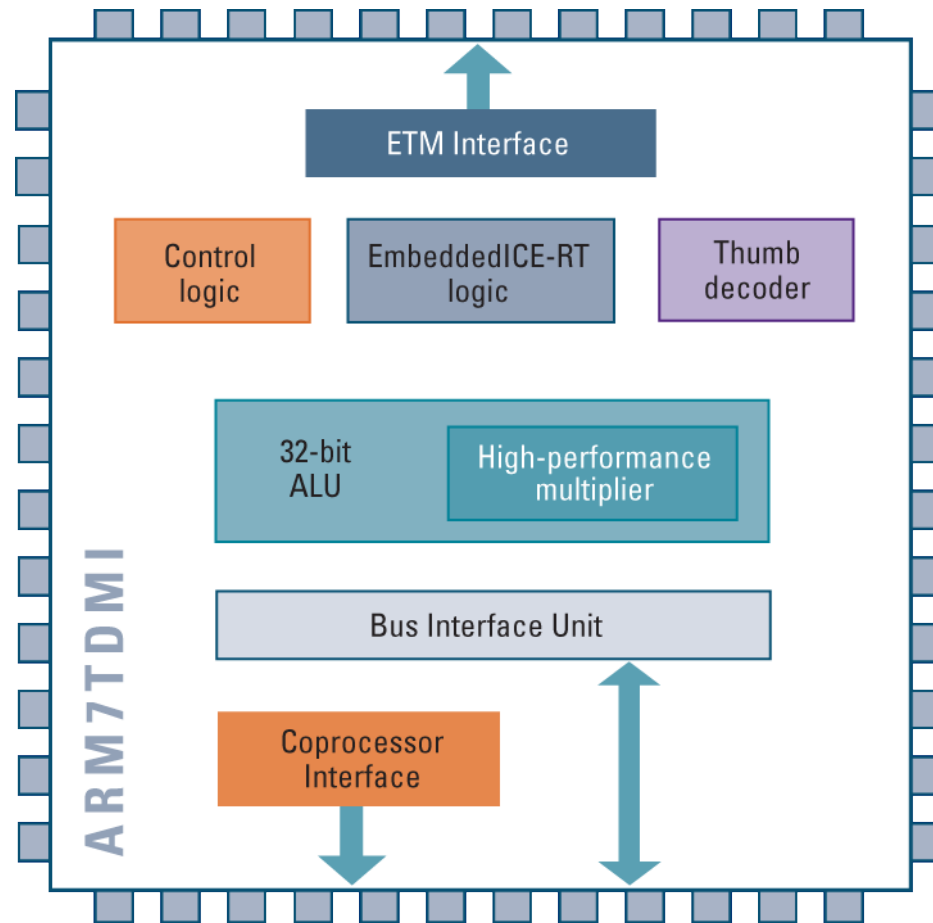 ETM Interface
Control
logic
EmbeddedICE-RT
logic
Thumb
decoder
32-bit
ALU
High-performance
multiplier
Bus Interface Unit
Coprocessor
Interface
ARM7TDMI